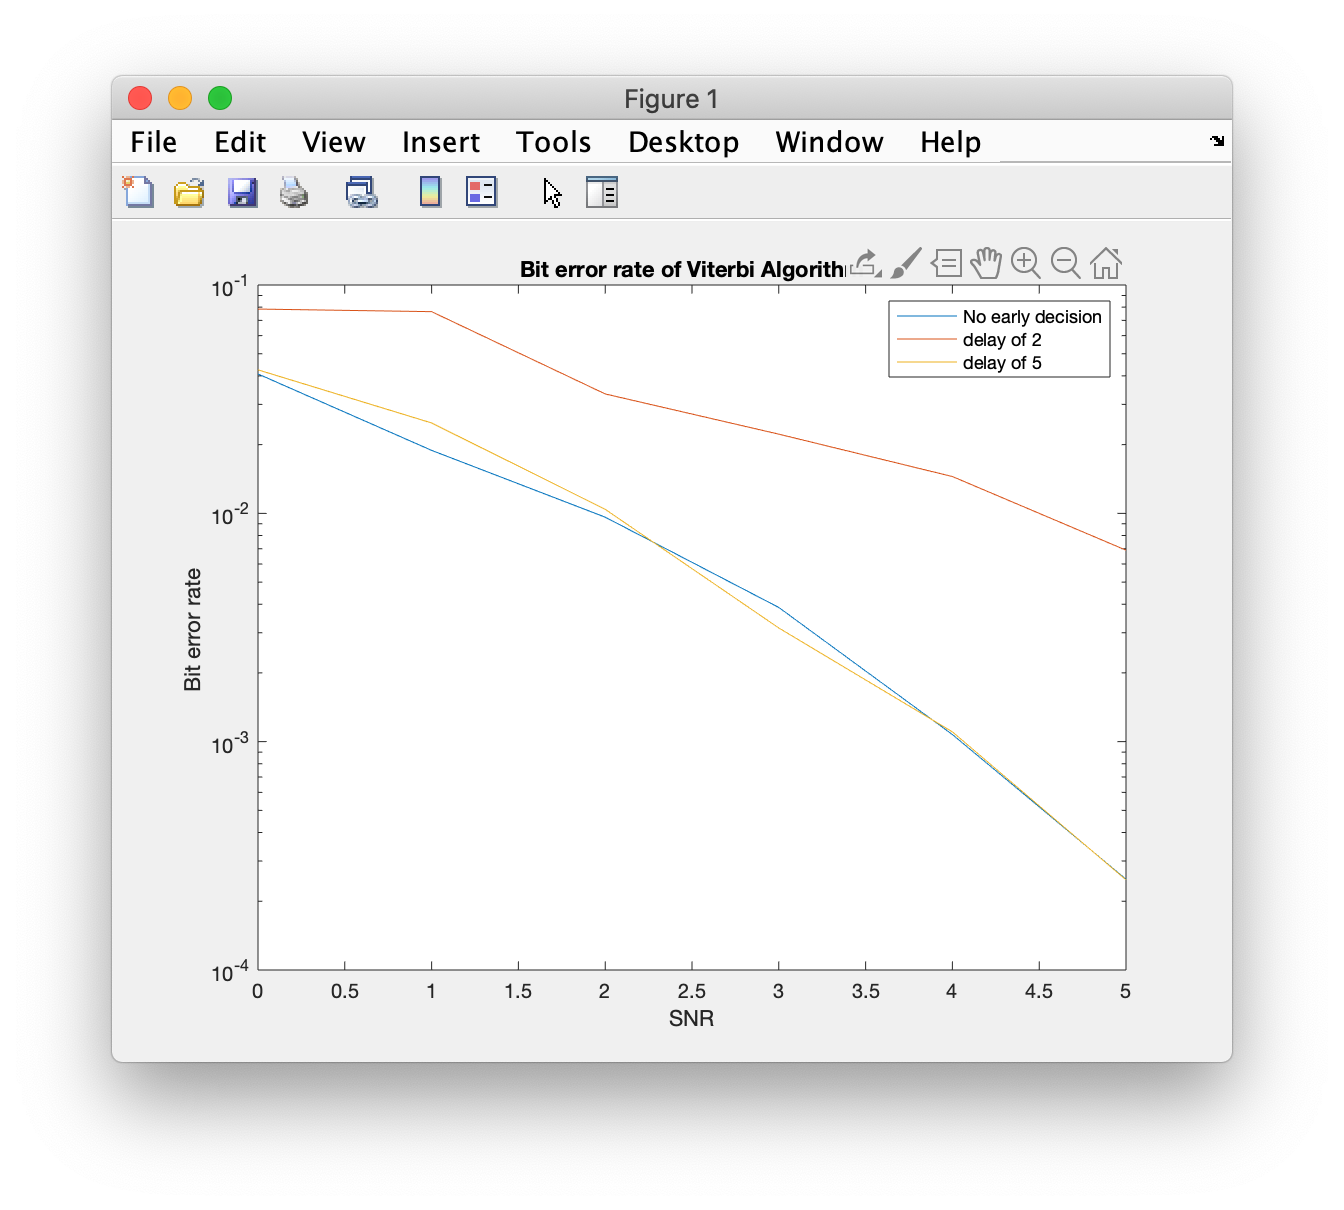 Figure 1
File Edit View Insert Tools Desktop Window Help
Bit error rate of Viterbi Algorith
No early decision
delay of 2
delay of 5
10^-1
10^-2
10^-3
10^-4
Bit error rate
0 0.5 1 1.5 2 2.5 3 3.5 4 4.5 5
SNR